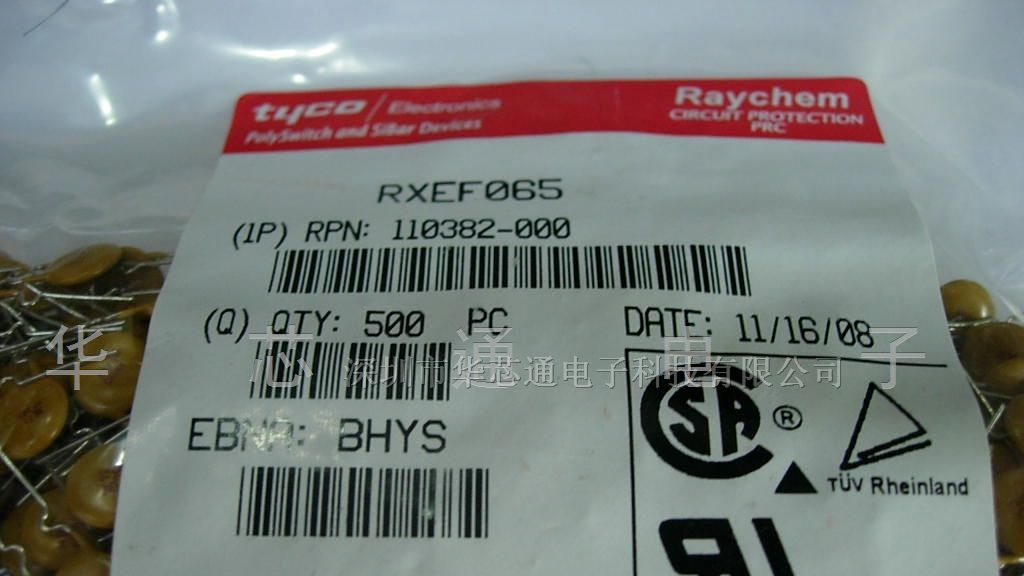 tyco / Electronics
PolySwitch and SiBar Devices
Raychem
CIRCUIT PROTECTION
PRC
RXEF065
(1P) RPN: 110382-000
(Q) QTY: 500 PC
DATE: 11/16/08
华芯通电子
深圳市华芯通电子科技有限公司
EBNA: BHYS
SA ®
TÜV Rheinland